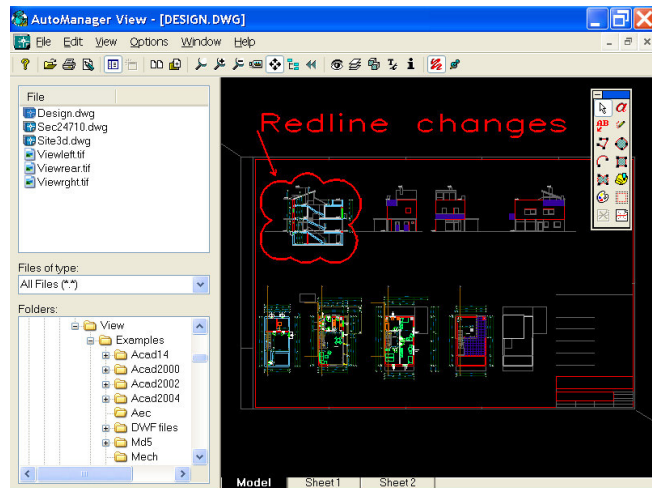 AutoManager View - [DESIGN.DWG]
File Edit View Options Window Help
File
Design.dwg
Sec24710.dwg
Site3d.dwg
Viewleft.tif
Viewrear.tif
Viewrght.tif
Files of type:
All Files (*.*)
Folders:
View
Examples
Acad14
Acad2000
Acad2002
Acad2004
Aec
DWF files
Md5
Mech
Redline changes
AB
Model Sheet1 Sheet2